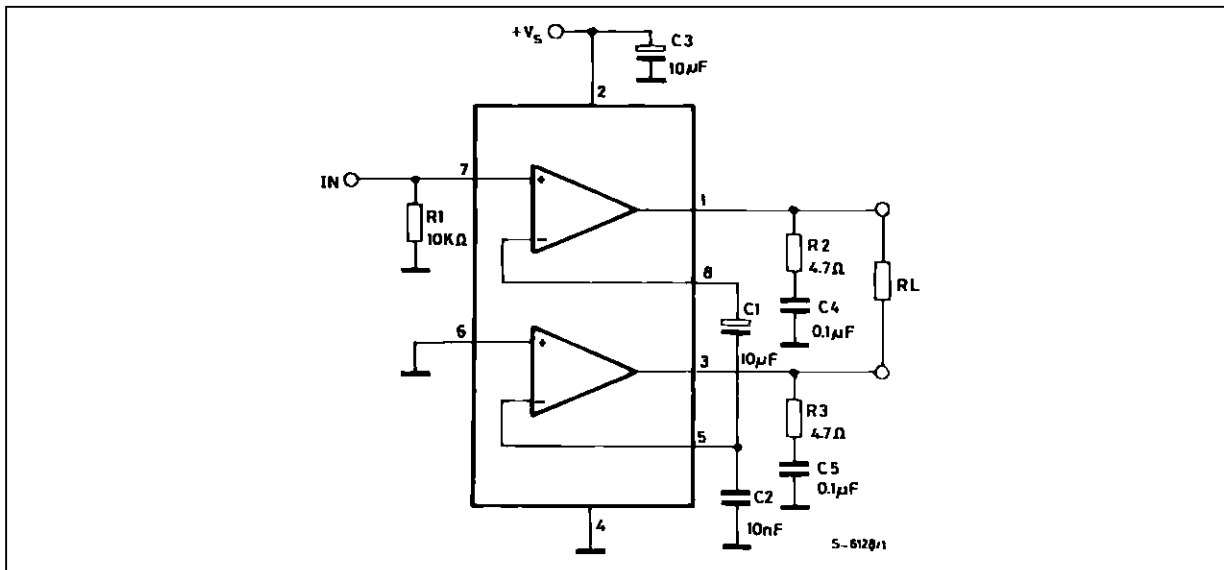 +Vs
C3
10µF
2
IN
7
+
1
R1
10KΩ
−
R2
4.7Ω
8
RL
C1
C4
0.1µF
6
+
10µF
3
−
R3
4.7Ω
5
C5
0.1µF
C2
4
10nF
S-6128/1